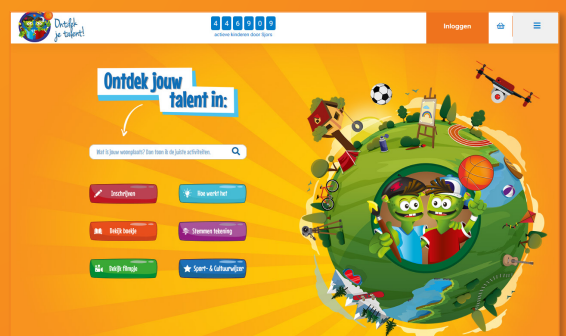 Ontdek
je talent!
4 4 6 9 0 9
actieve kinderen door tjers
Inloggen
Ontdek jouw
talent in:
Wat is jouw woonplaats? Dan toon ik de juiste activiteiten.
Inschrijven
Hoe werkt het
Bekijk boekje
Stemmen tekening
Bekijk filmpje
Sport- & Cultuurwijzer